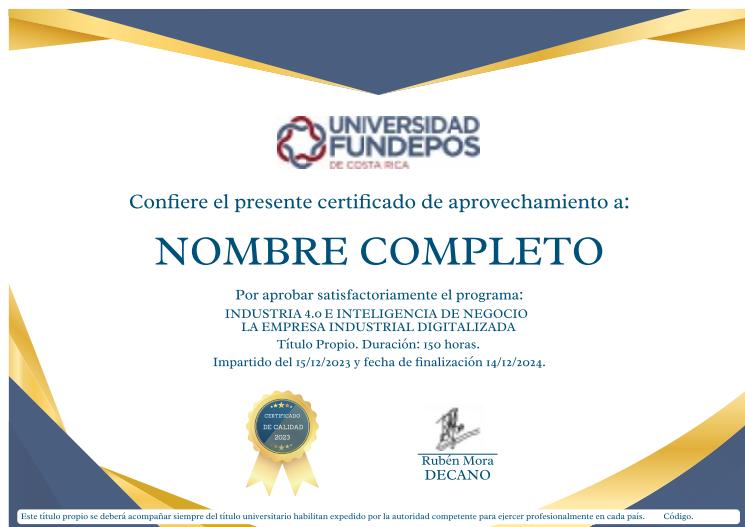 UNIVERSIDAD
FUNDEPOS
DE COSTA RICA
Confiere el presente certificado de aprovechamiento a:
NOMBRE COMPLETO
Por aprobar satisfactoriamente el programa:
INDUSTRIA 4.0 E INTELIGENCIA DE NEGOCIO
LA EMPRESA INDUSTRIAL DIGITALIZADA
Título Propio. Duración: 150 horas.
Impartido del 15/12/2023 y fecha de finalización 14/12/2024.
CERTIFICADO
DE CALIDAD
2023
Rubén Mora
DECANO
Este título propio se deberá acompañar siempre del título universitario habilitan expedido por la autoridad competente para ejercer profesionalmente en cada país. Código.